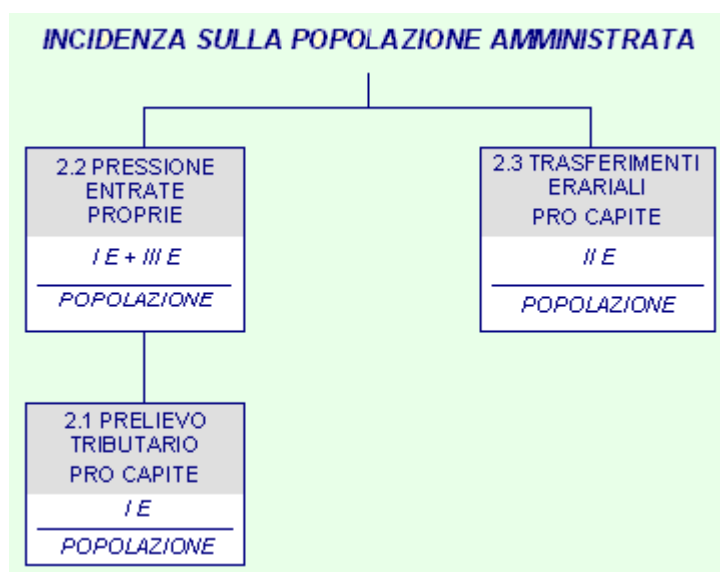 INCIDENZA SULLA POPOLAZIONE AMMINISTRATA
2.2 PRESSIONE
ENTRATE
PROPRIE
I E + III E
POPOLAZIONE
2.3 TRASFERIMENTI
ERARIALI
PRO CAPITE
II E
POPOLAZIONE
2.1 PRELIEVO
TRIBUTARIO
PRO CAPITE
I E
POPOLAZIONE